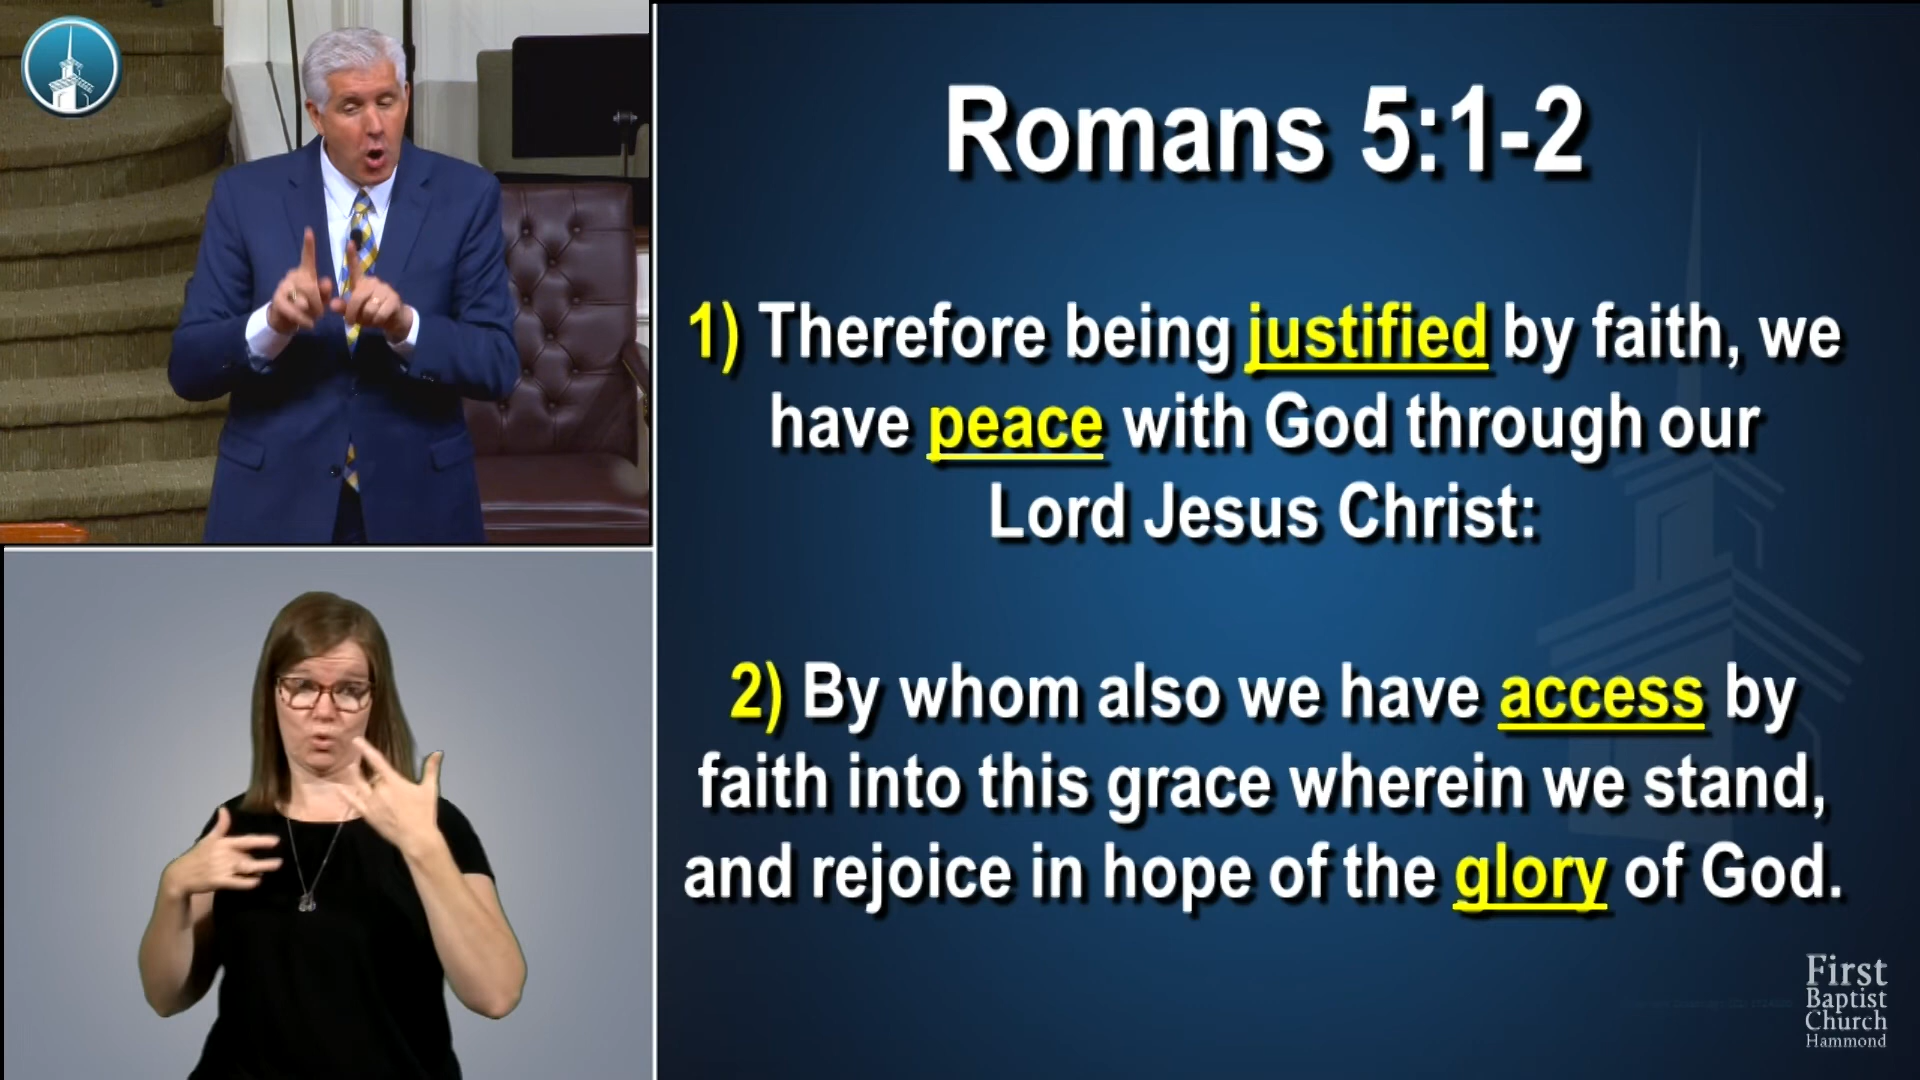 Romans 5:1-2
1) Therefore being justified by faith, we
have peace with God through our
Lord Jesus Christ:
2) By whom also we have access by
faith into this grace wherein we stand,
and rejoice in hope of the glory of God.
First
Baptist
Church
Hammond